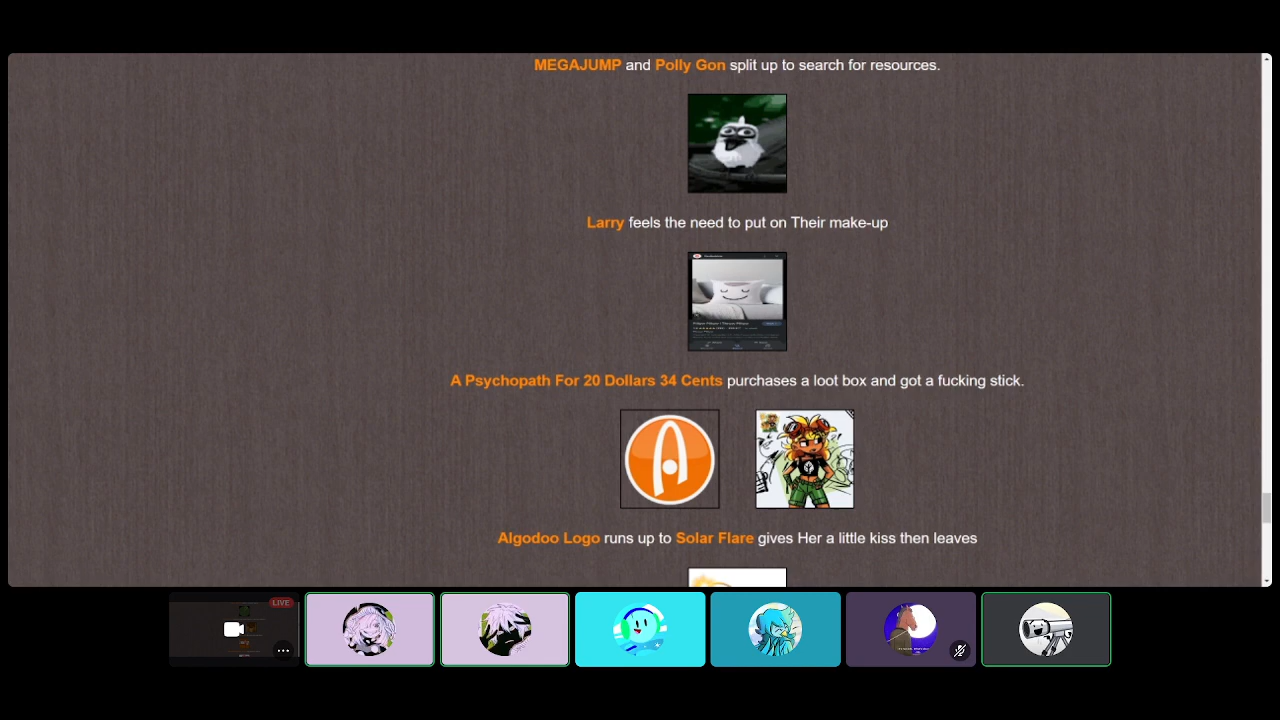 MEGAJUMP and Polly Gon split up to search for resources.
Larry feels the need to put on Their make-up
A Psychopath For 20 Dollars 34 Cents purchases a loot box and got a fucking stick.
Algodoo Logo runs up to Solar Flare gives Her a little kiss then leaves
LIVE